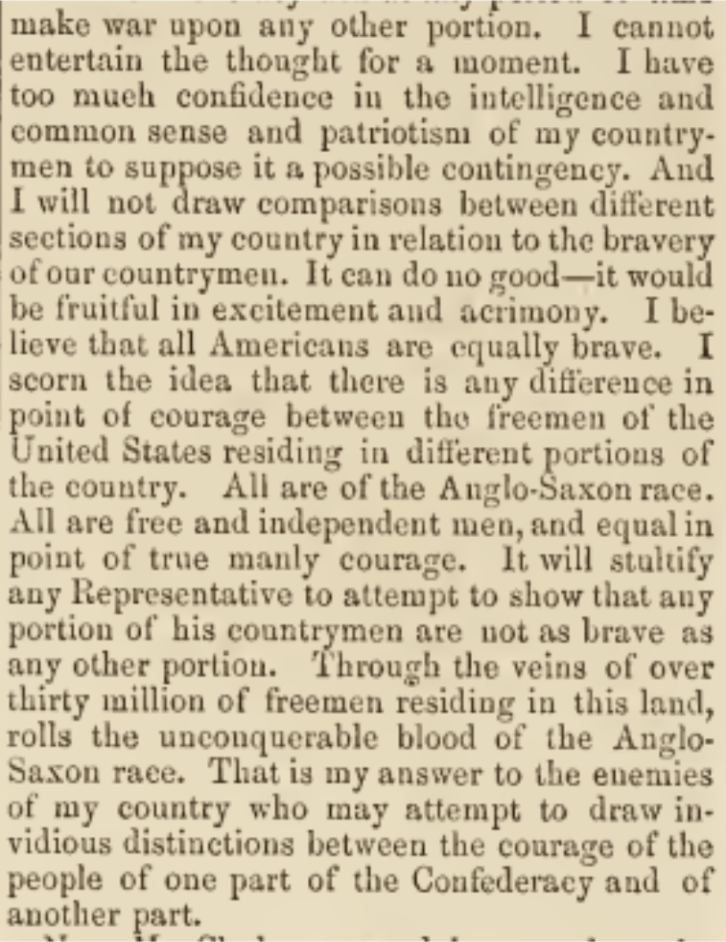 make war upon any other portion. I cannot
entertain the thought for a moment. I have
too much confidence in the intelligence and
common sense and patriotism of my country-
men to suppose it a possible contingency. And
I will not draw comparisons between different
sections of my country in relation to the bravery
of our countrymen. It can do no good—it would
be fruitful in excitement and acrimony. I be-
lieve that all Americans are equally brave. I
scorn the idea that there is any difference in
point of courage between the freemen of the
United States residing in different portions of
the country. All are of the Anglo-Saxon race.
All are free and independent men, and equal in
point of true manly courage. It will stultify
any Representative to attempt to show that any
portion of his countrymen are not as brave as
any other portion. Through the veins of over
thirty million of freemen residing in this land,
rolls the unconquerable blood of the Anglo-
Saxon race. That is my answer to the enemies
of my country who may attempt to draw in-
vidious distinctions between the courage of the
people of one part of the Confederacy and of
another part.